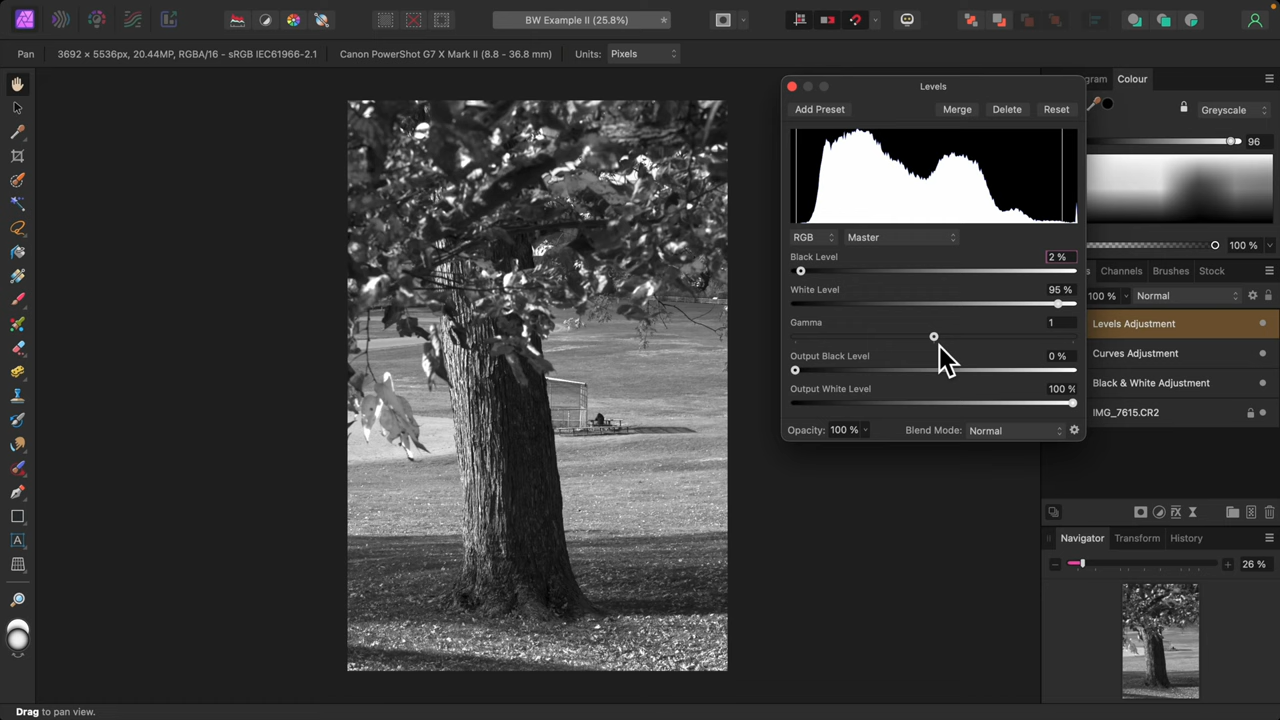 BW Example II (25.8%)
Pan
3692 × 5536px, 20.44MP, RGBA/16 - sRGB IEC61966-2.1
Canon PowerShot G7 X Mark II (8.8 - 36.8 mm)
Units:
Pixels
Levels
Add Preset
Merge
Delete
Reset
RGB
Master
Black Level
2 %
White Level
95 %
Gamma
1
Output Black Level
0 %
Output White Level
100 %
Opacity:
100 %
Blend Mode:
Normal
gram
Colour
Greyscale
96
100 %
s
Channels
Brushes
Stock
100 %
Normal
Levels Adjustment
Curves Adjustment
Black & White Adjustment
IMG_7615.CR2
Navigator
Transform
History
26 %
Drag to pan view.